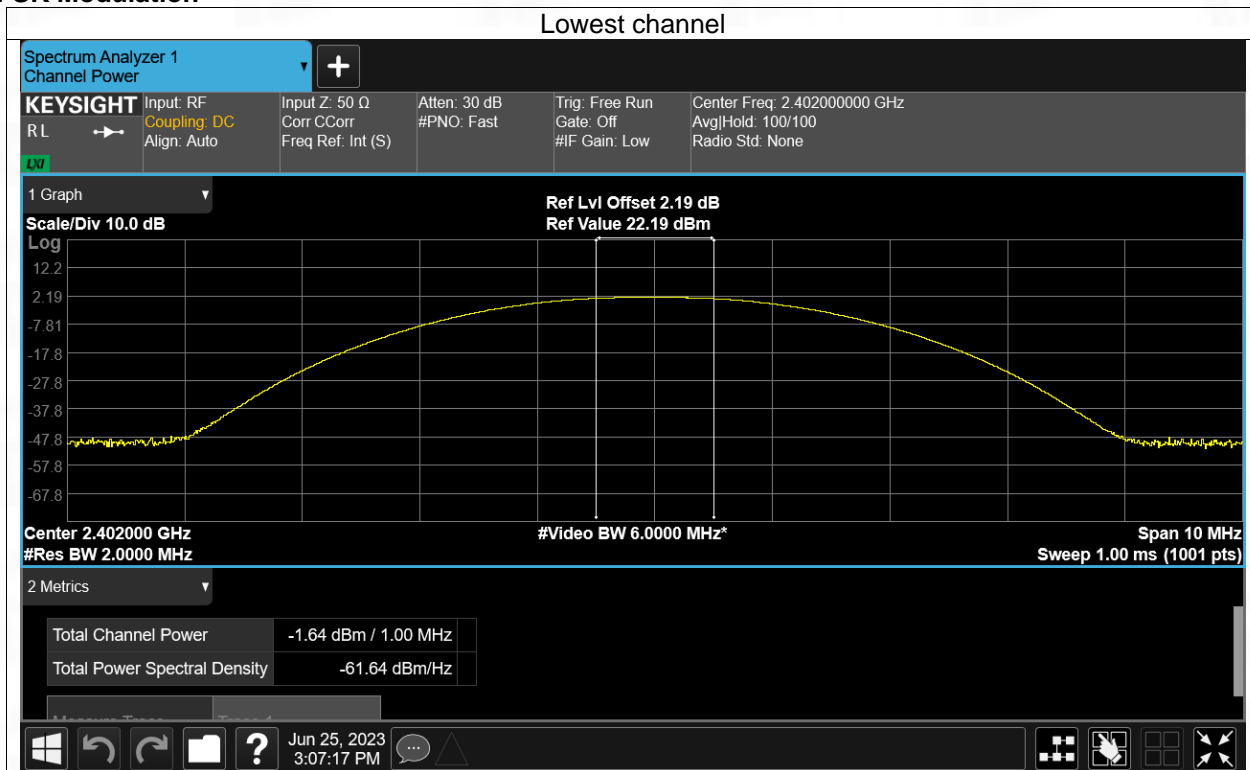 Lowest channel
Spectrum Analyzer 1
Channel Power
KEYSIGHT
R L
LXI
Input: RF
Coupling: DC
Align: Auto
Input Z: 50 Ω
Corr CCorr
Freq Ref: Int (S)
Atten: 30 dB
#PNO: Fast
Trig: Free Run
Gate: Off
#IF Gain: Low
Center Freq: 2.402000000 GHz
Avg|Hold: 100/100
Radio Std: None
1 Graph
Scale/Div 10.0 dB
Ref Lvl Offset 2.19 dB
Ref Value 22.19 dBm
Log
12.2
2.19
-7.81
-17.8
-27.8
-37.8
-47.8
-57.8
-67.8
Center 2.402000 GHz
#Video BW 6.0000 MHz*
Span 10 MHz
#Res BW 2.0000 MHz
Sweep 1.00 ms (1001 pts)
2 Metrics
Total Channel Power -1.64 dBm / 1.00 MHz
Total Power Spectral Density -61.64 dBm/Hz
Jun 25, 2023
3:07:17 PM